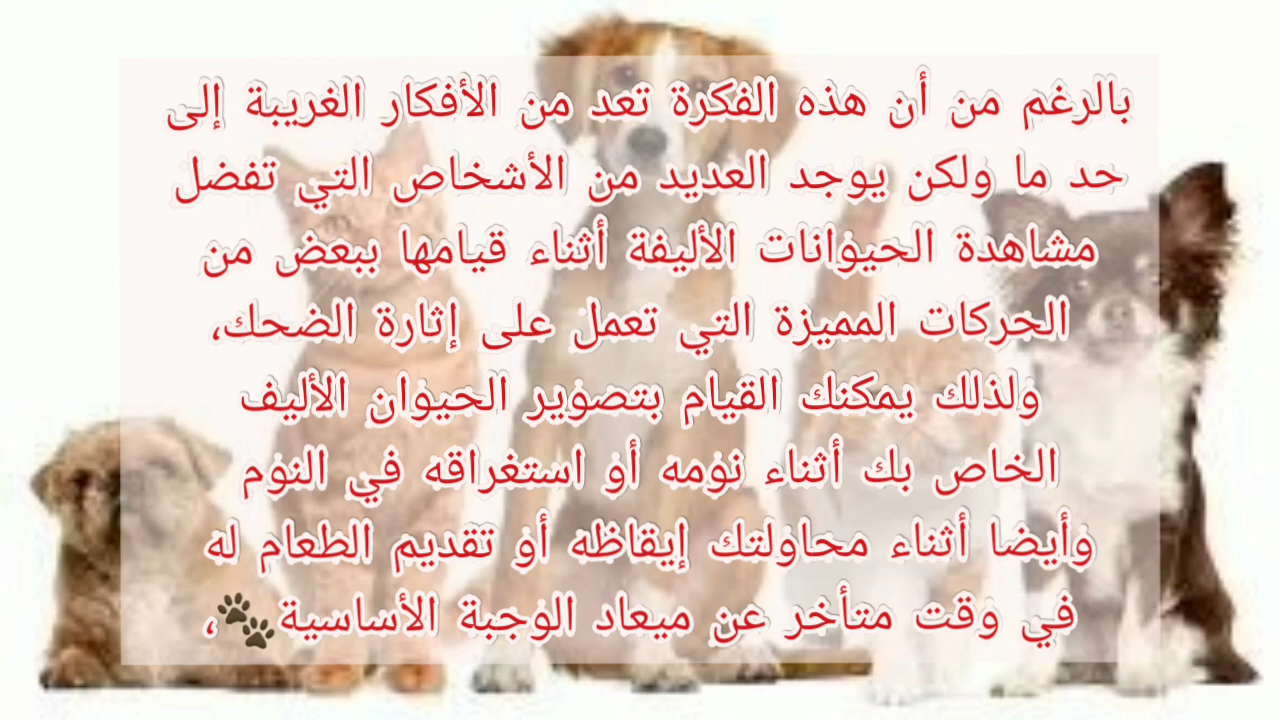 بالرغم من أن هذه الفكرة تعد من الأفكار الغريبة إلى
حد ما ولكن يوجد العديد من الأشخاص التي تفضل
مشاهدة الحيوانات الأليفة أثناء قيامها ببعض من
الحركات المميزة التي تعمل على إثارة الضحك،
ولذلك يمكنك القيام بتصوير الحيوان الأليف
الخاص بك أثناء نومه أو استغراقه في النوم
وأيضا أثناء محاولتك إيقاظه أو تقديم الطعام له
في وقت متأخر عن ميعاد الوجبة الأساسية🐾،